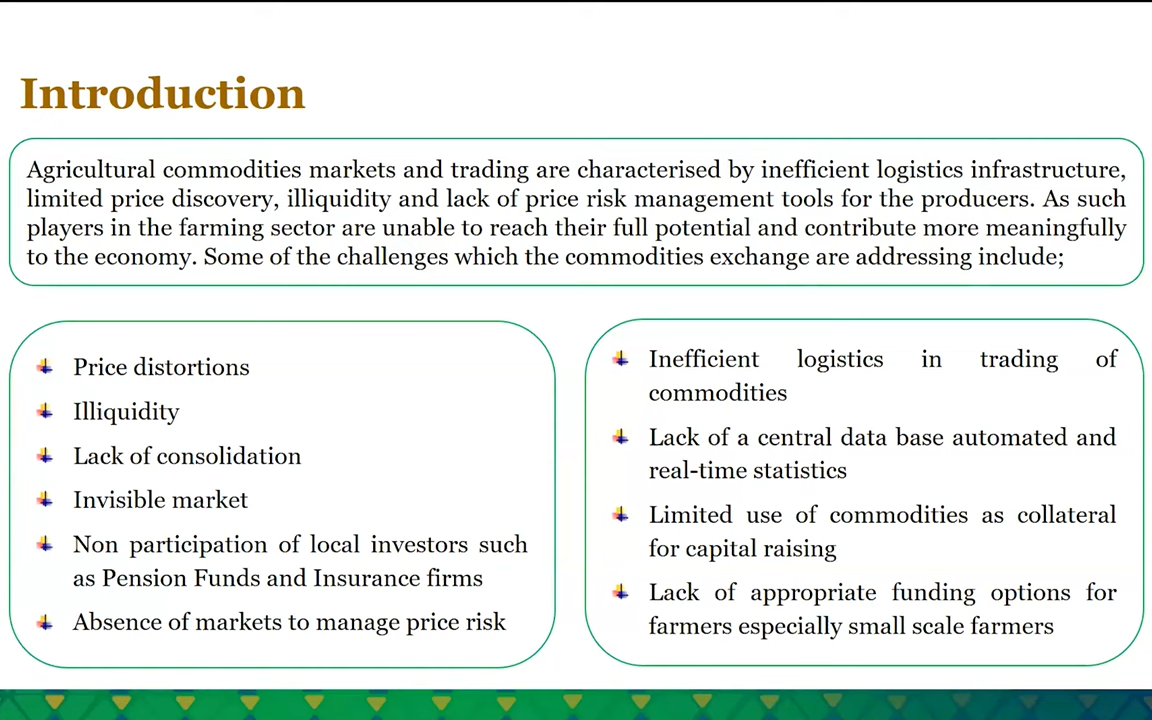 Introduction
Agricultural commodities markets and trading are characterised by inefficient logistics infrastructure,
limited price discovery, illiquidity and lack of price risk management tools for the producers. As such
players in the farming sector are unable to reach their full potential and contribute more meaningfully
to the economy. Some of the challenges which the commodities exchange are addressing include;
Price distortions
Illiquidity
Lack of consolidation
Invisible market
Non participation of local investors such
as Pension Funds and Insurance firms
Absence of markets to manage price risk
Inefficient logistics in trading of
commodities
Lack of a central data base automated and
real-time statistics
Limited use of commodities as collateral
for capital raising
Lack of appropriate funding options for
farmers especially small scale farmers